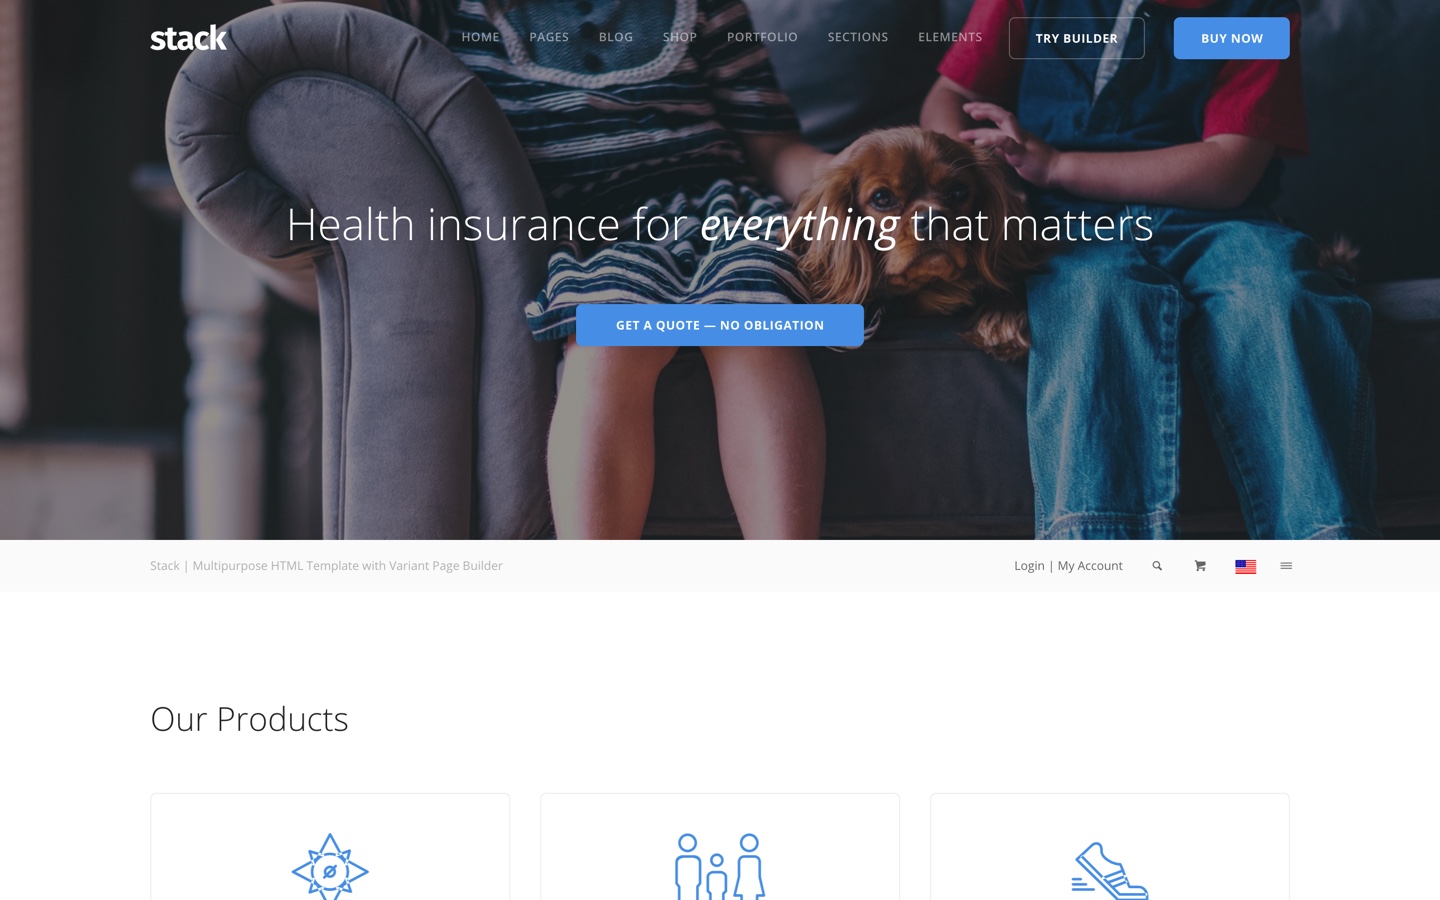 stack
HOME PAGES BLOG SHOP PORTFOLIO SECTIONS ELEMENTS TRY BUILDER BUY NOW
Health insurance for everything that matters
GET A QUOTE — NO OBLIGATION
Stack | Multipurpose HTML Template with Variant Page Builder
Login | My Account
Our Products